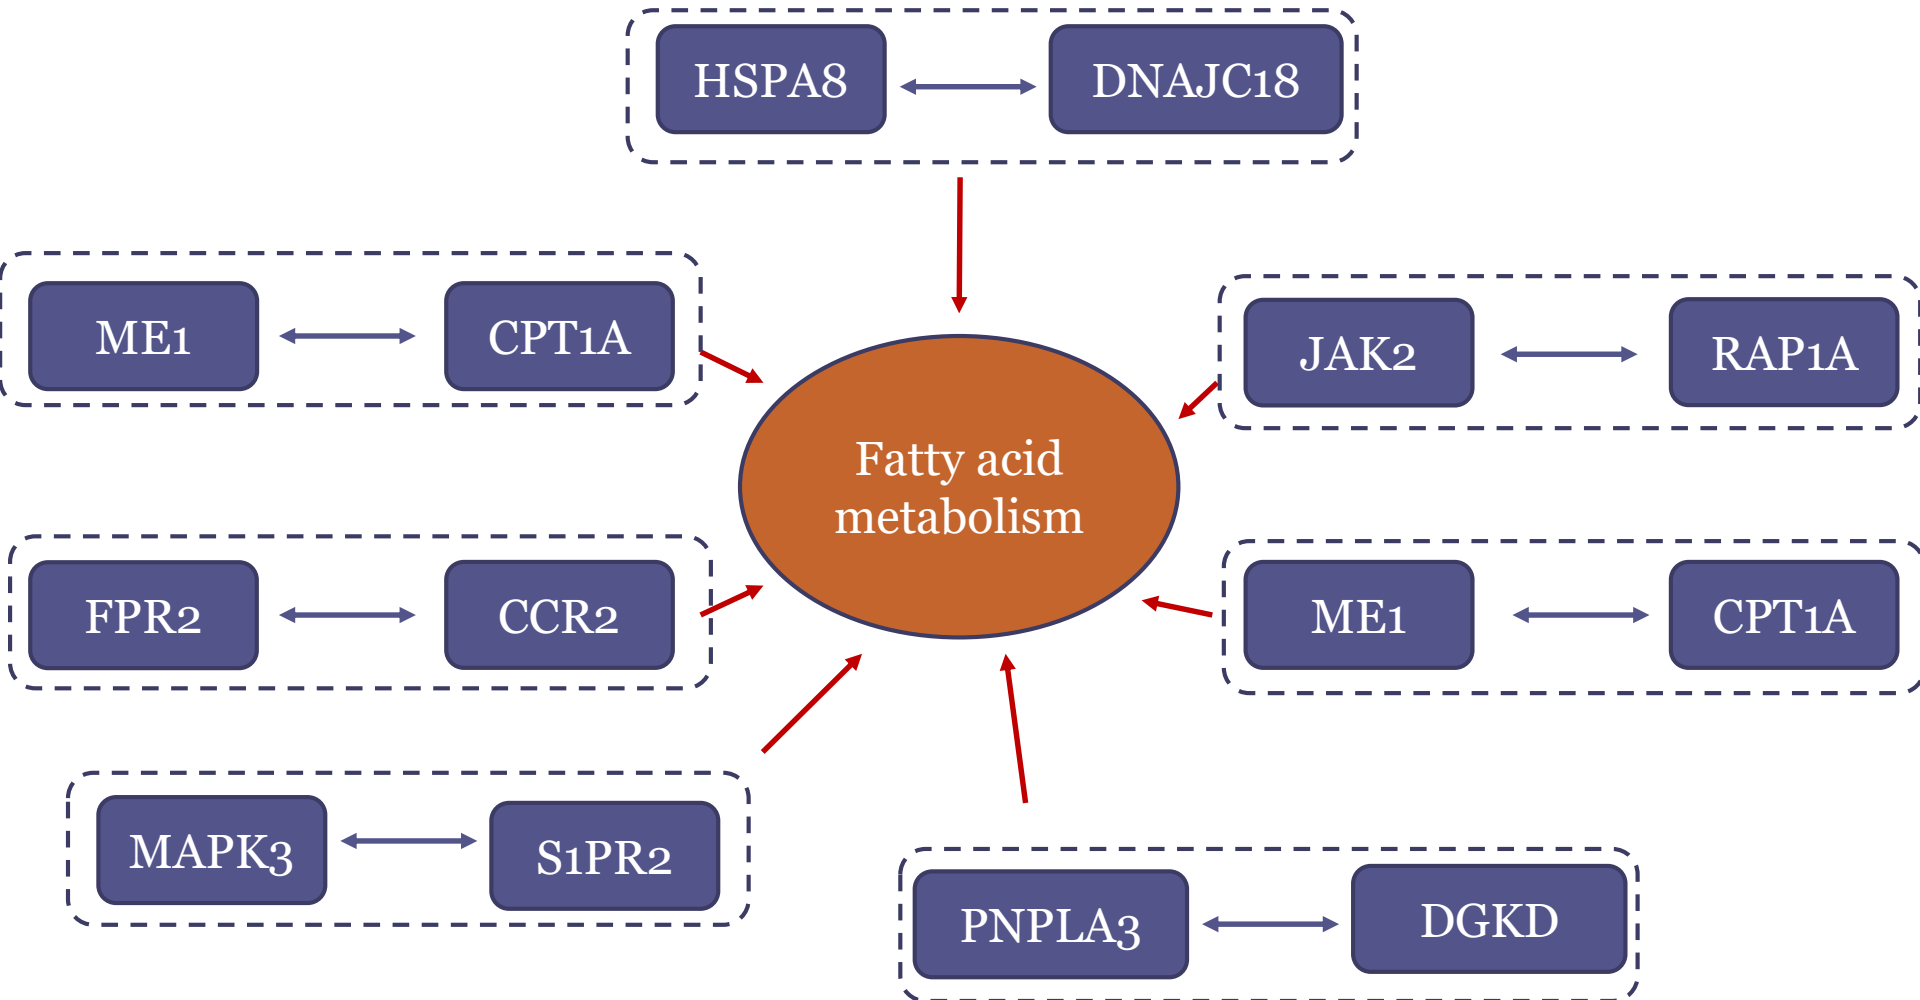 HSPA8
DNAJC18
ME1
CPT1A
JAK2
RAP1A
Fatty acid
metabolism
FPR2
CCR2
ME1
CPT1A
MAPK3
S1PR2
PNPLA3
DGKD